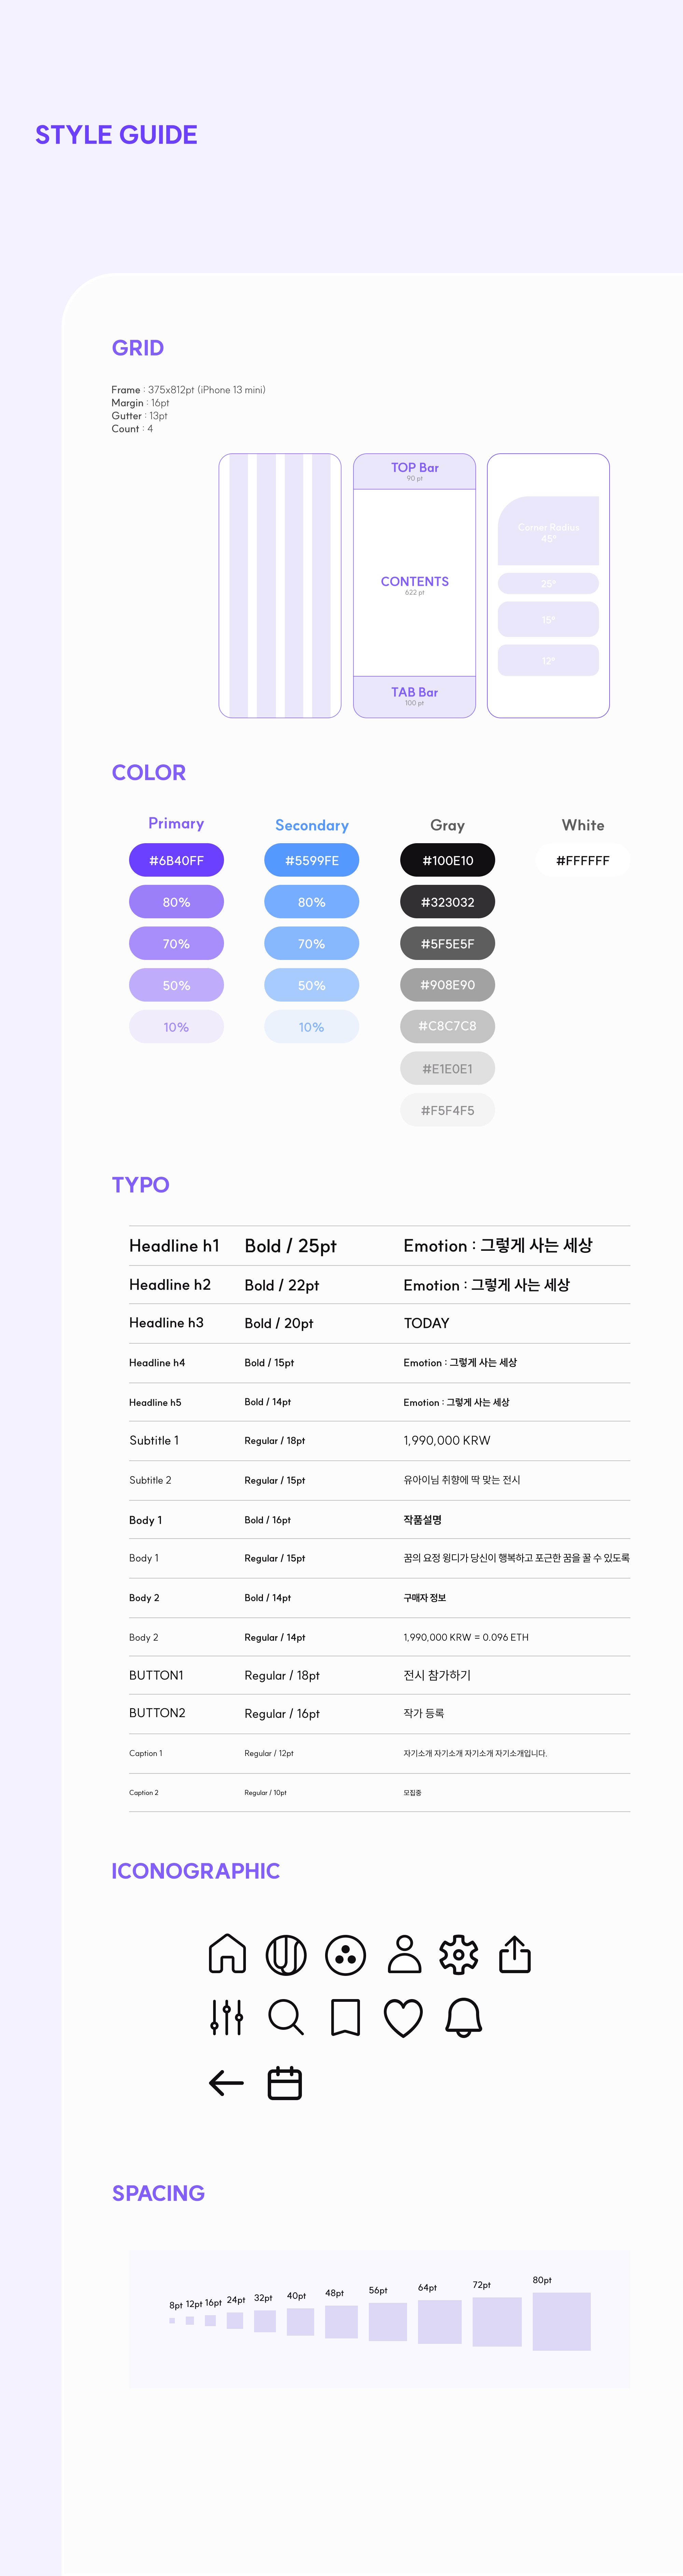 STYLE GUIDE
GRID
Frame : 375x812pt (iPhone 13 mini)
Margin : 16pt
Gutter : 13pt
Count : 4
TOP Bar
90 pt
CONTENTS
622 pt
TAB Bar
100 pt
Corner Radius
45°
25°
15°
12°
COLOR
Primary
#6B40FF
80%
70%
50%
10%
Secondary
#5599FE
80%
70%
50%
10%
Gray
#100E10
#323032
#5F5E5F
#908E90
#C8C7C8
#E1E0E1
#F5F4F5
White
#FFFFFF
TYPO
Headline h1 Bold / 25pt Emotion : 그렇게 사는 세상
Headline h2 Bold / 22pt Emotion : 그렇게 사는 세상
Headline h3 Bold / 20pt TODAY
Headline h4 Bold / 15pt Emotion : 그렇게 사는 세상
Headline h5 Bold / 14pt Emotion : 그렇게 사는 세상
Subtitle 1 Regular / 18pt 1,990,000 KRW
Subtitle 2 Regular / 15pt 유아이님 취향에 딱 맞는 전시
Body 1 Bold / 16pt 작품설명
Body 1 Regular / 15pt 꿈의 요정 윙디가 당신이 행복하고 포근한 꿈을 꿀 수 있도록
Body 2 Bold / 14pt 구매자 정보
Body 2 Regular / 14pt 1,990,000 KRW = 0.096 ETH
BUTTON1 Regular / 18pt 전시 참가하기
BUTTON2 Regular / 16pt 작가 등록
Caption 1 Regular / 12pt 자기소개 자기소개 자기소개 자기소개입니다.
Caption 2 Regular / 10pt 모집중
ICONOGRAPHIC
SPACING
8pt 12pt 16pt 24pt 32pt 40pt 48pt 56pt 64pt 72pt 80pt